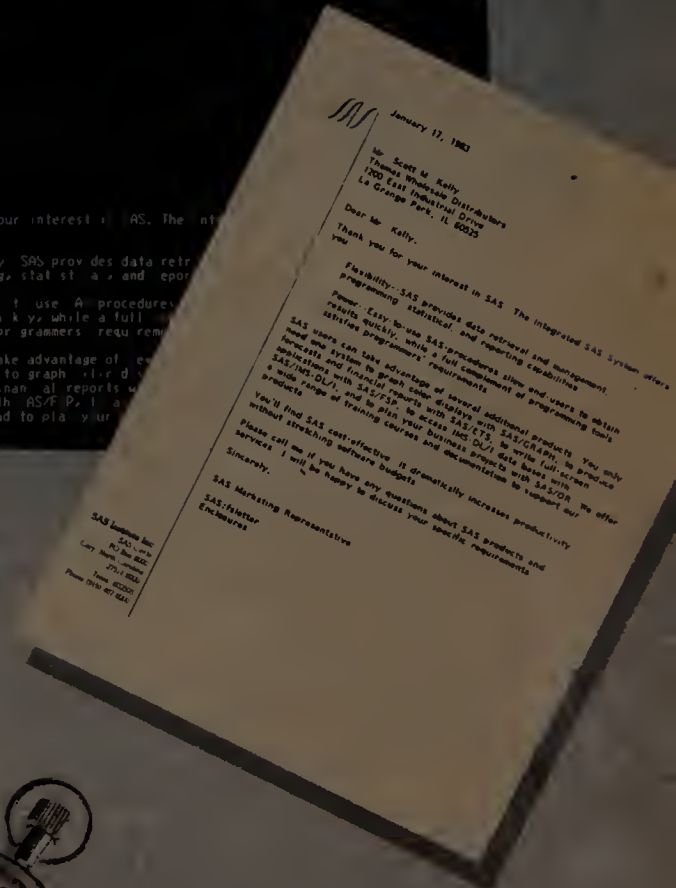 our interest i AS. The nt
y SAS prov des data retr
g, stat st a , and epor
t use A procedures
k y, while a full
or grammers requ rem
ake advantage of
to graph
nan al reports w
th AS/F P,
nd to pla y ur
SAS
January 17, 1983
Mr. Scott M. Kelly
Thomas Wholesale Distributors
1200 East Industrial Drive
La Grange Park, IL 60525
Dear Mr. Kelly,
Thank you for your interest in SAS. The integrated SAS System offers
you
Flexibility--SAS provides data retrieval and management,
programming, statistical, and reporting capabilities
Power--Easy-to-use SAS procedures allow end-users to obtain
results quickly, while a full complement of programming tools
satisfies programmers' requirements
SAS users can take advantage of several additional products. You only
need one system to graph color displays with SAS/GRAPH, to produce
forecasts and financial reports with SAS/ETS, to write full-screen
applications with SAS/FSP, to access IMS-DL/I data bases with
SAS/IMS-DL/I, and to plan your business projects with SAS/OR. We offer
a wide range of training courses and documentation to support our
products
You'll find SAS cost-effective. It dramatically increases productivity
without stretching software budgets
Please call me if you have any questions about SAS products and
services. I will be happy to discuss your specific requirements
Sincerely,
SAS Marketing Representative
SAS:fsletter
Enclosures
SAS Institute Inc.
SAS Circle
PO Box 8000
Cary, North Carolina
27511-8000
Phone (919) 467-8000